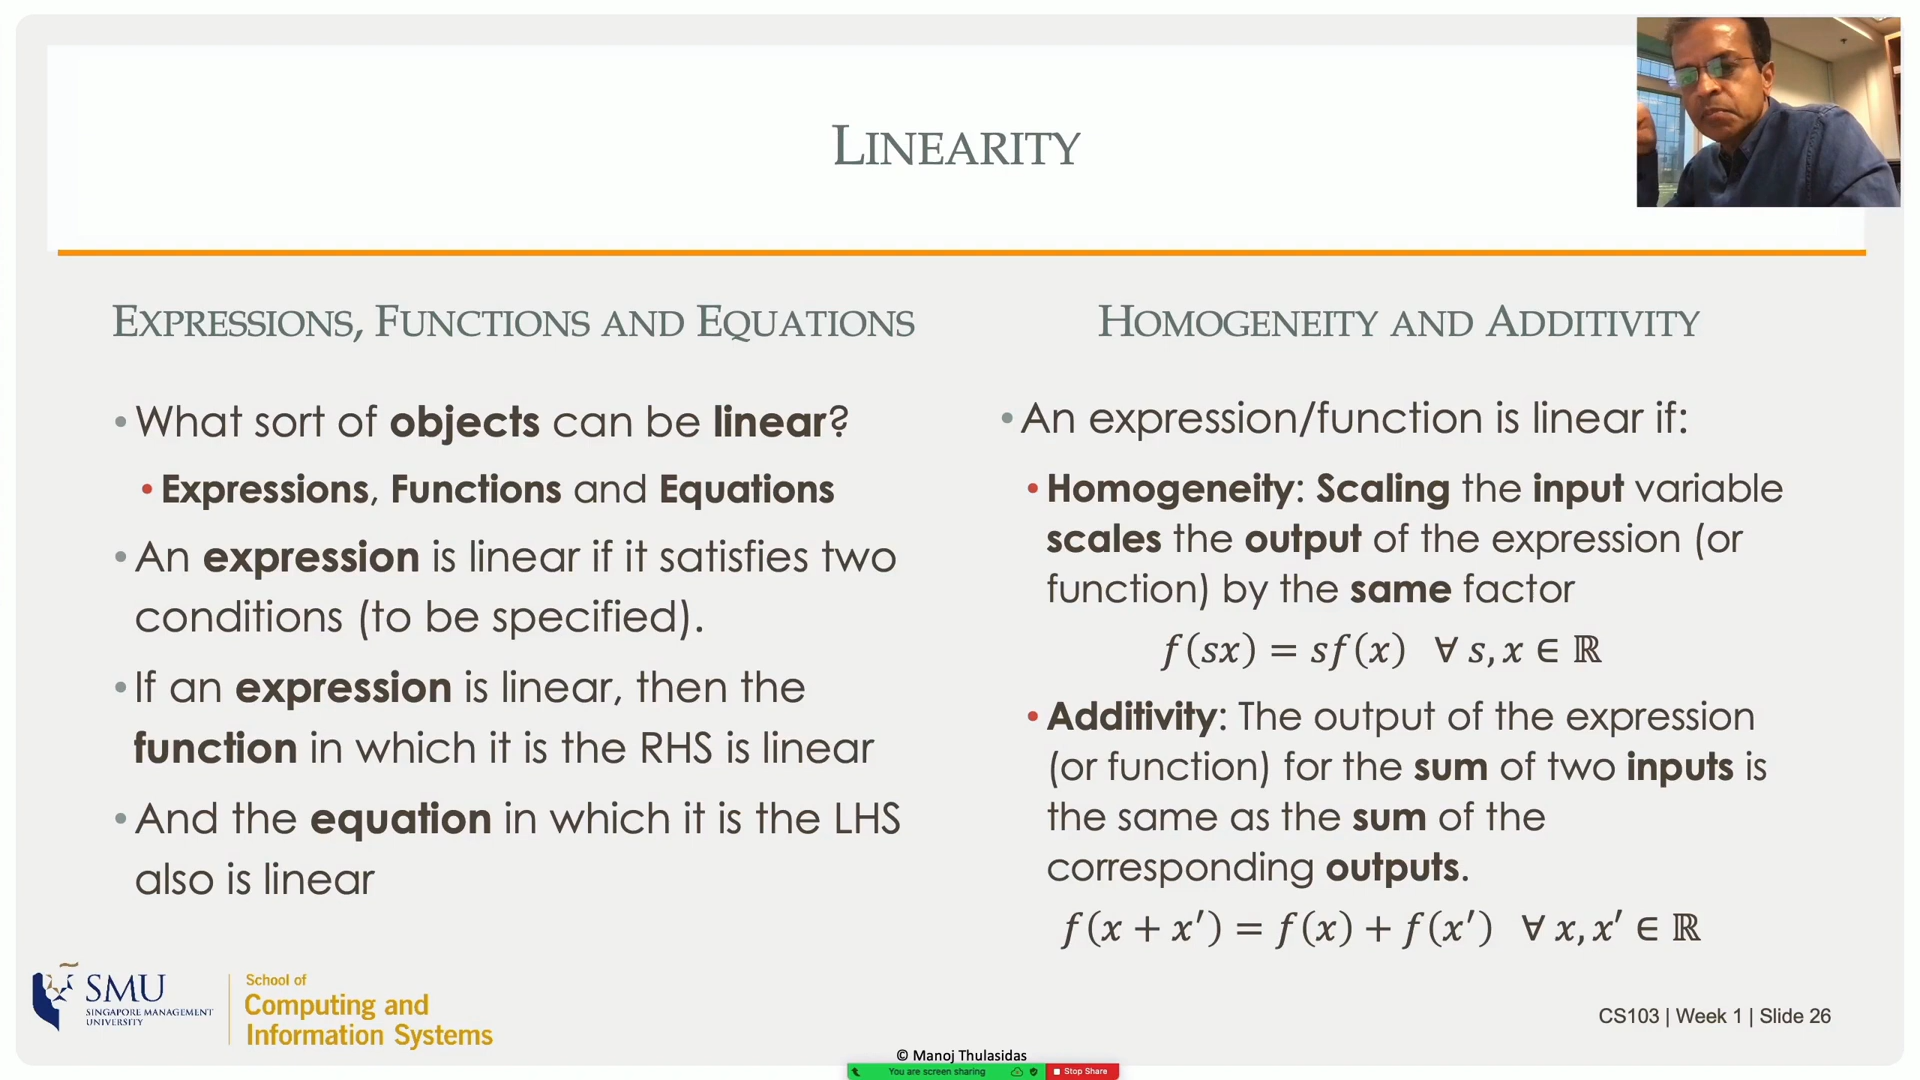 LINEARITY
EXPRESSIONS, FUNCTIONS AND EQUATIONS
• What sort of objects can be linear?
• Expressions, Functions and Equations
• An expression is linear if it satisfies two
conditions (to be specified).
• If an expression is linear, then the
function in which it is the RHS is linear
• And the equation in which it is the LHS
also is linear
HOMOGENEITY AND ADDITIVITY
• An expression/function is linear if:
• Homogeneity: Scaling the input variable
scales the output of the expression (or
function) by the same factor
f(sx) = sf(x) ∀ s, x ∈ ℝ
• Additivity: The output of the expression
(or function) for the sum of two inputs is
the same as the sum of the
corresponding outputs.
f(x + x′) = f(x) + f(x′) ∀ x, x′ ∈ ℝ
SMU
SINGAPORE MANAGEMENT
UNIVERSITY
School of
Computing and
Information Systems
CS103 | Week 1 | Slide 26
© Manoj Thulasidas
You are screen sharing
Stop Share